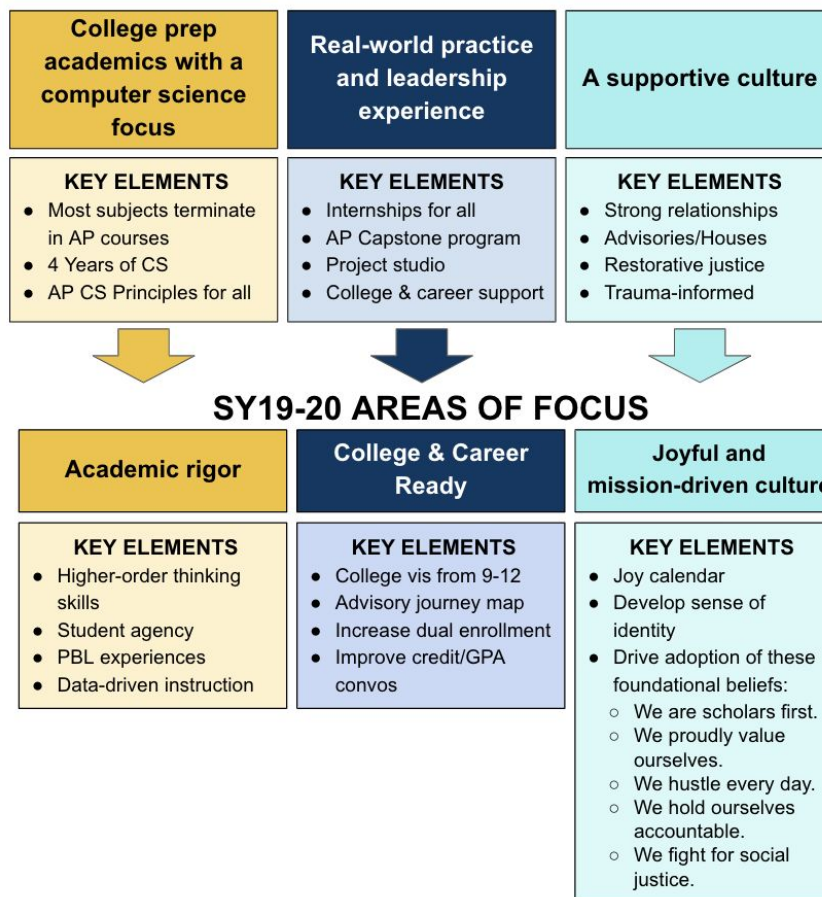 College prep
academics with a
computer science
focus
KEY ELEMENTS
● Most subjects terminate
in AP courses
● 4 Years of CS
● AP CS Principles for all
Real-world practice
and leadership
experience
KEY ELEMENTS
● Internships for all
● AP Capstone program
● Project studio
● College & career support
A supportive culture
KEY ELEMENTS
● Strong relationships
● Advisories/Houses
● Restorative justice
● Trauma-informed
SY19-20 AREAS OF FOCUS
Academic rigor
KEY ELEMENTS
● Higher-order thinking
skills
● Student agency
● PBL experiences
● Data-driven instruction
College & Career
Ready
KEY ELEMENTS
● College vis from 9-12
● Advisory journey map
● Increase dual enrollment
● Improve credit/GPA
convos
Joyful and
mission-driven culture
KEY ELEMENTS
● Joy calendar
● Develop sense of
identity
● Drive adoption of these
foundational beliefs:
○ We are scholars first.
○ We proudly value
ourselves.
○ We hustle every day.
○ We hold ourselves
accountable.
○ We fight for social
justice.